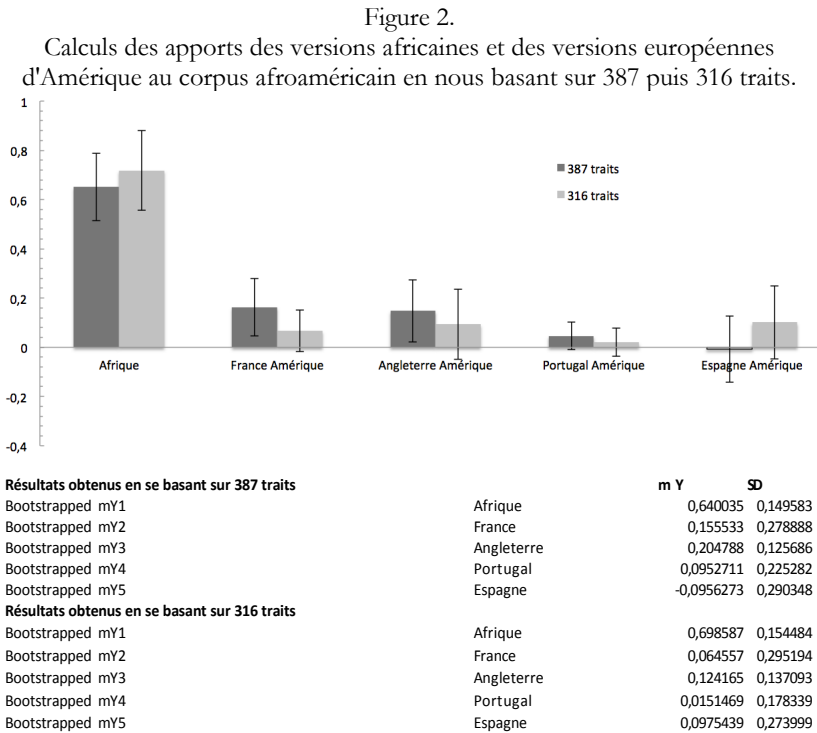 Figure 2.
Calculs des apports des versions africaines et des versions européennes
d'Amérique au corpus afroaméricain en nous basant sur 387 puis 316 traits.
1
0,8
0,6
0,4
0,2
0
-0,2
-0,4
387 traits
316 traits
Afrique France Amérique Angleterre Amérique Portugal Amérique Espagne Amérique
Résultats obtenus en se basant sur 387 traits m Y SD
Bootstrapped mY1 Afrique 0,640035 0,149583
Bootstrapped mY2 France 0,155533 0,278888
Bootstrapped mY3 Angleterre 0,204788 0,125686
Bootstrapped mY4 Portugal 0,0952711 0,225282
Bootstrapped mY5 Espagne -0,0956273 0,290348
Résultats obtenus en se basant sur 316 traits
Bootstrapped mY1 Afrique 0,698587 0,154484
Bootstrapped mY2 France 0,064557 0,295194
Bootstrapped mY3 Angleterre 0,124165 0,137093
Bootstrapped mY4 Portugal 0,0151469 0,178339
Bootstrapped mY5 Espagne 0,0975439 0,273999